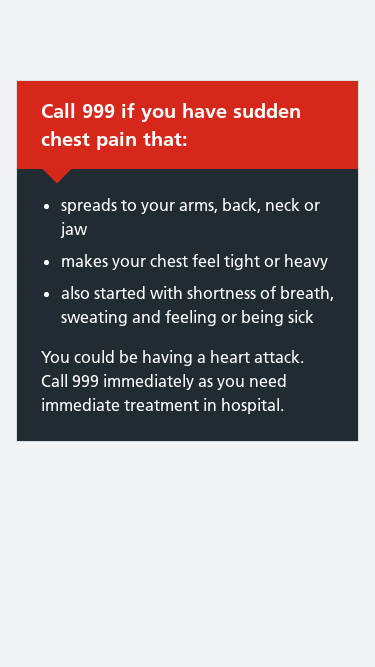 Call 999 if you have sudden
chest pain that:
• spreads to your arms, back, neck or
jaw
• makes your chest feel tight or heavy
• also started with shortness of breath,
sweating and feeling or being sick
You could be having a heart attack.
Call 999 immediately as you need
immediate treatment in hospital.